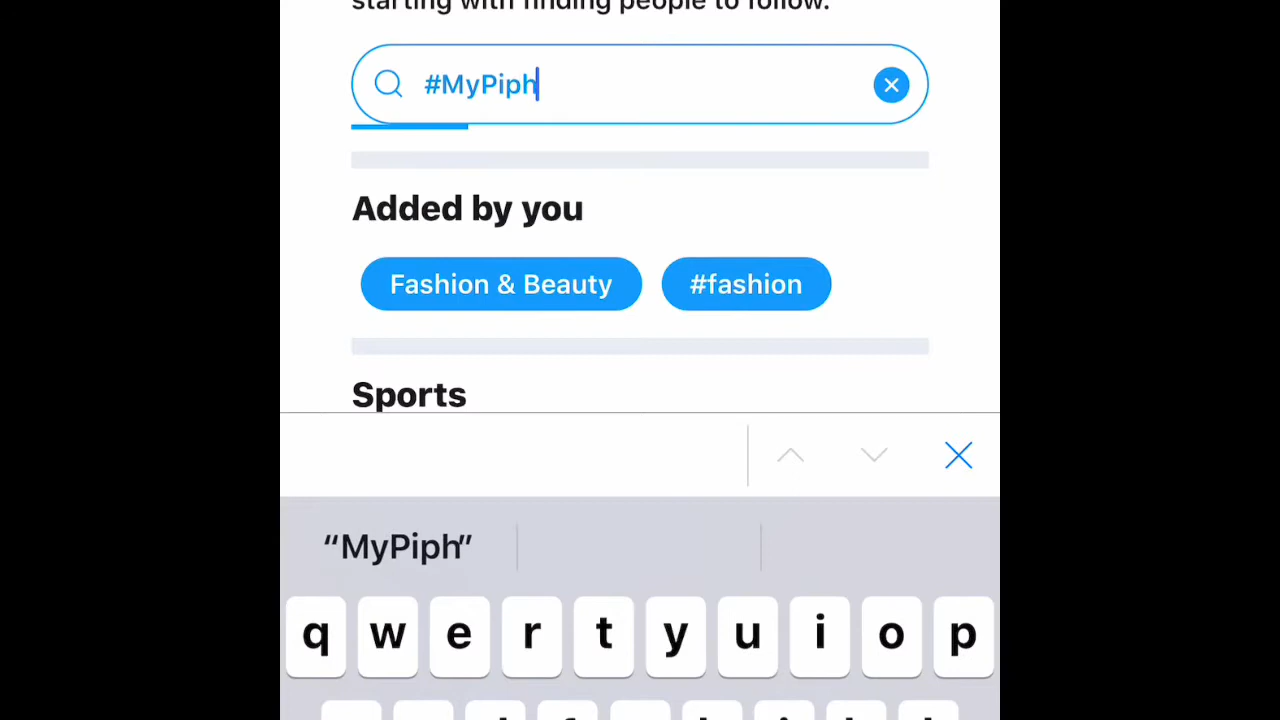 starting with finding people to follow.
#MyPiph
Added by you
Fashion & Beauty
#fashion
Sports
“MyPiph”
q w e r t y u i o p